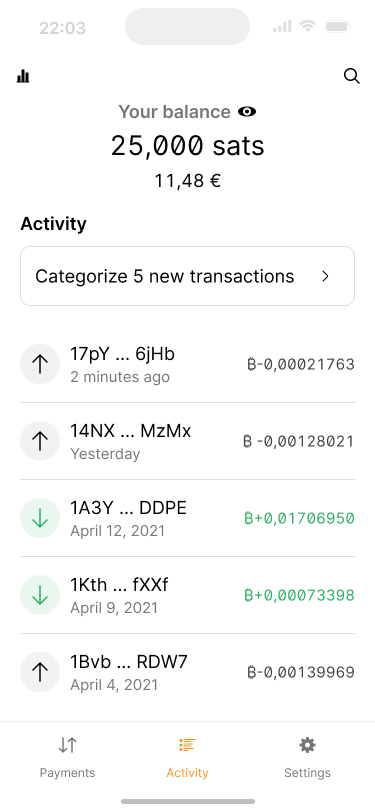 22:03
Your balance
25,000 sats
11,48 €
Activity
Categorize 5 new transactions
17pY ... 6jHb
฿-0,00021763
2 minutes ago
14NX ... MzMx
฿ -0,00128021
Yesterday
1A3Y ... DDPE
฿+0,01706950
April 12, 2021
1Kth ... fXXf
฿+0,00073398
April 9, 2021
1Bvb ... RDW7
฿-0,00139969
April 4, 2021
Payments
Activity
Settings